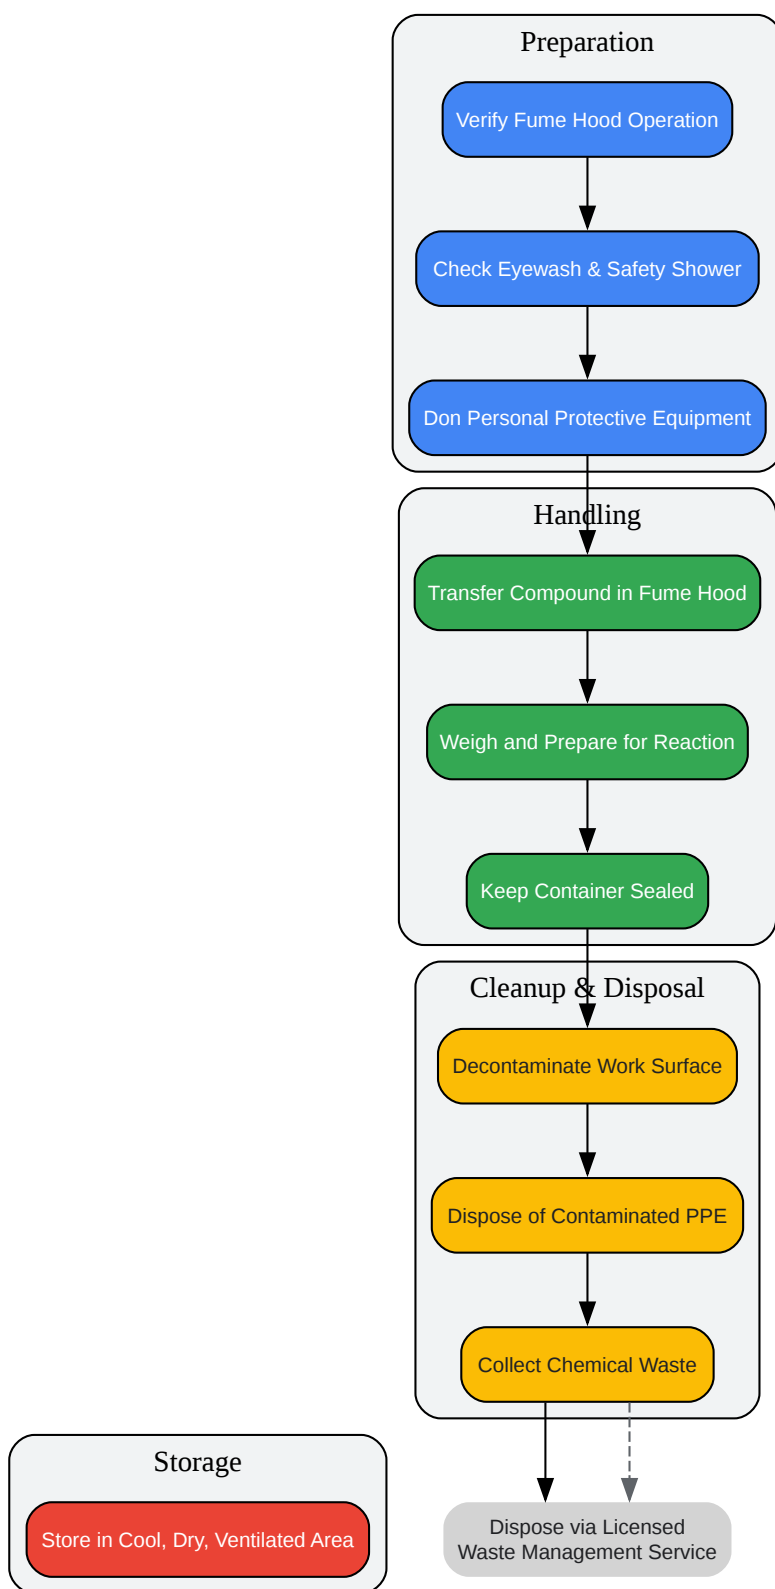 Preparation
Verify Fume Hood Operation
Check Eyewash & Safety Shower
Don Personal Protective Equipment
Handling
Transfer Compound in Fume Hood
Weigh and Prepare for Reaction
Keep Container Sealed
Cleanup & Disposal
Decontaminate Work Surface
Dispose of Contaminated PPE
Collect Chemical Waste
Storage
Store in Cool, Dry, Ventilated Area
Dispose via Licensed
Waste Management Service